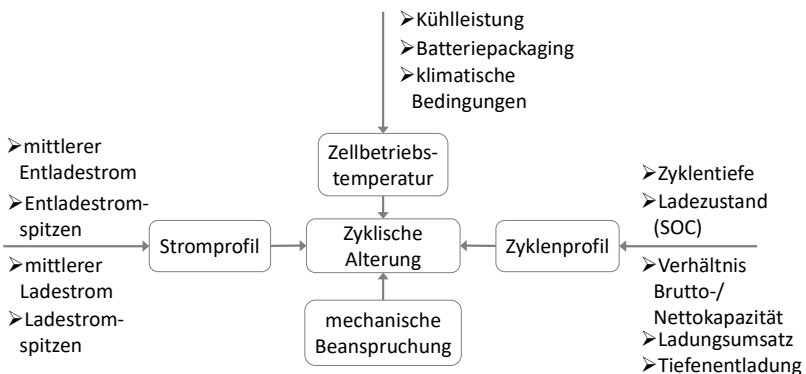 ➢Kühlleistung
➢Batteriepackaging
➢klimatische
Bedingungen
Zellbetriebs-
temperatur
➢mittlerer
Entladestrom
➢Entladestrom-
spitzen
Stromprofil
➢mittlerer
Ladestrom
➢Ladestrom-
spitzen
Zyklische
Alterung
mechanische
Beanspruchung
Zyklenprofil
➢Zyklentiefe
➢Ladezustand
(SOC)
➢Verhältnis
Brutto-/
Nettokapazität
➢Ladungsumsatz
➢Tiefenentladung